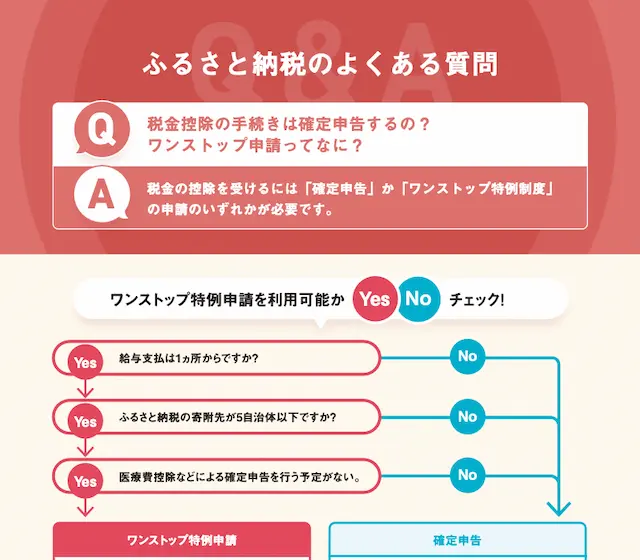 Q & A
ふるさと納税のよくある質問
Q
税金控除の手続きは確定申告するの?
ワンストップ申請ってなに?
A
税金の控除を受けるには「確定申告」か「ワンストップ特例制度」
の申請のいずれかが必要です。
ワンストップ特例申請を利用可能か Yes No チェック!
Yes 給与支払は1ヵ所からですか? No
Yes ふるさと納税の寄附先が5自治体以下ですか? No
Yes 医療費控除などによる確定申告を行う予定がない。 No
ワンストップ特例申請 確定申告